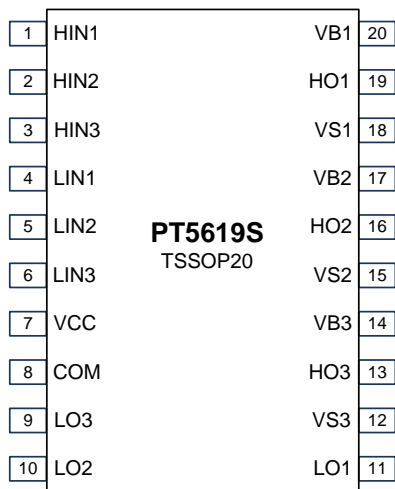 1 HIN1 VB1 20
2 HIN2 HO1 19
3 HIN3 VS1 18
4 LIN1 VB2 17
5 LIN2 HO2 16
PT5619S
TSSOP20
6 LIN3 VS2 15
7 VCC VB3 14
8 COM HO3 13
9 LO3 VS3 12
10 LO2 LO1 11